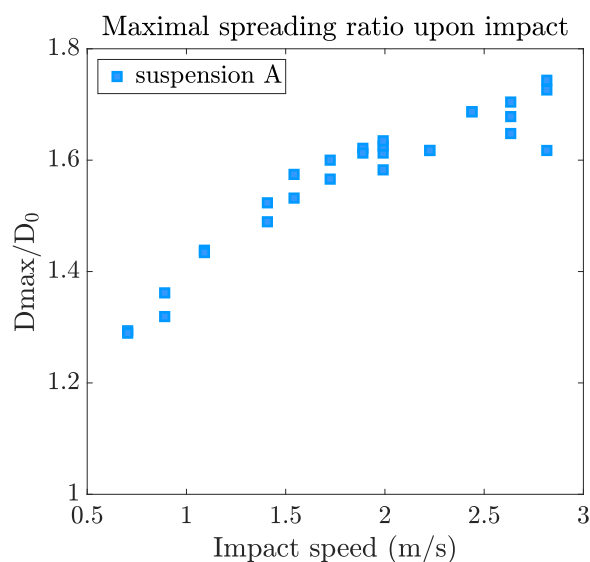 Maximal spreading ratio upon impact
1.8
suspension A
1.6
1.4
1.2
1
Dmax/D₀
0.5
1
1.5
2
2.5
3
Impact speed (m/s)